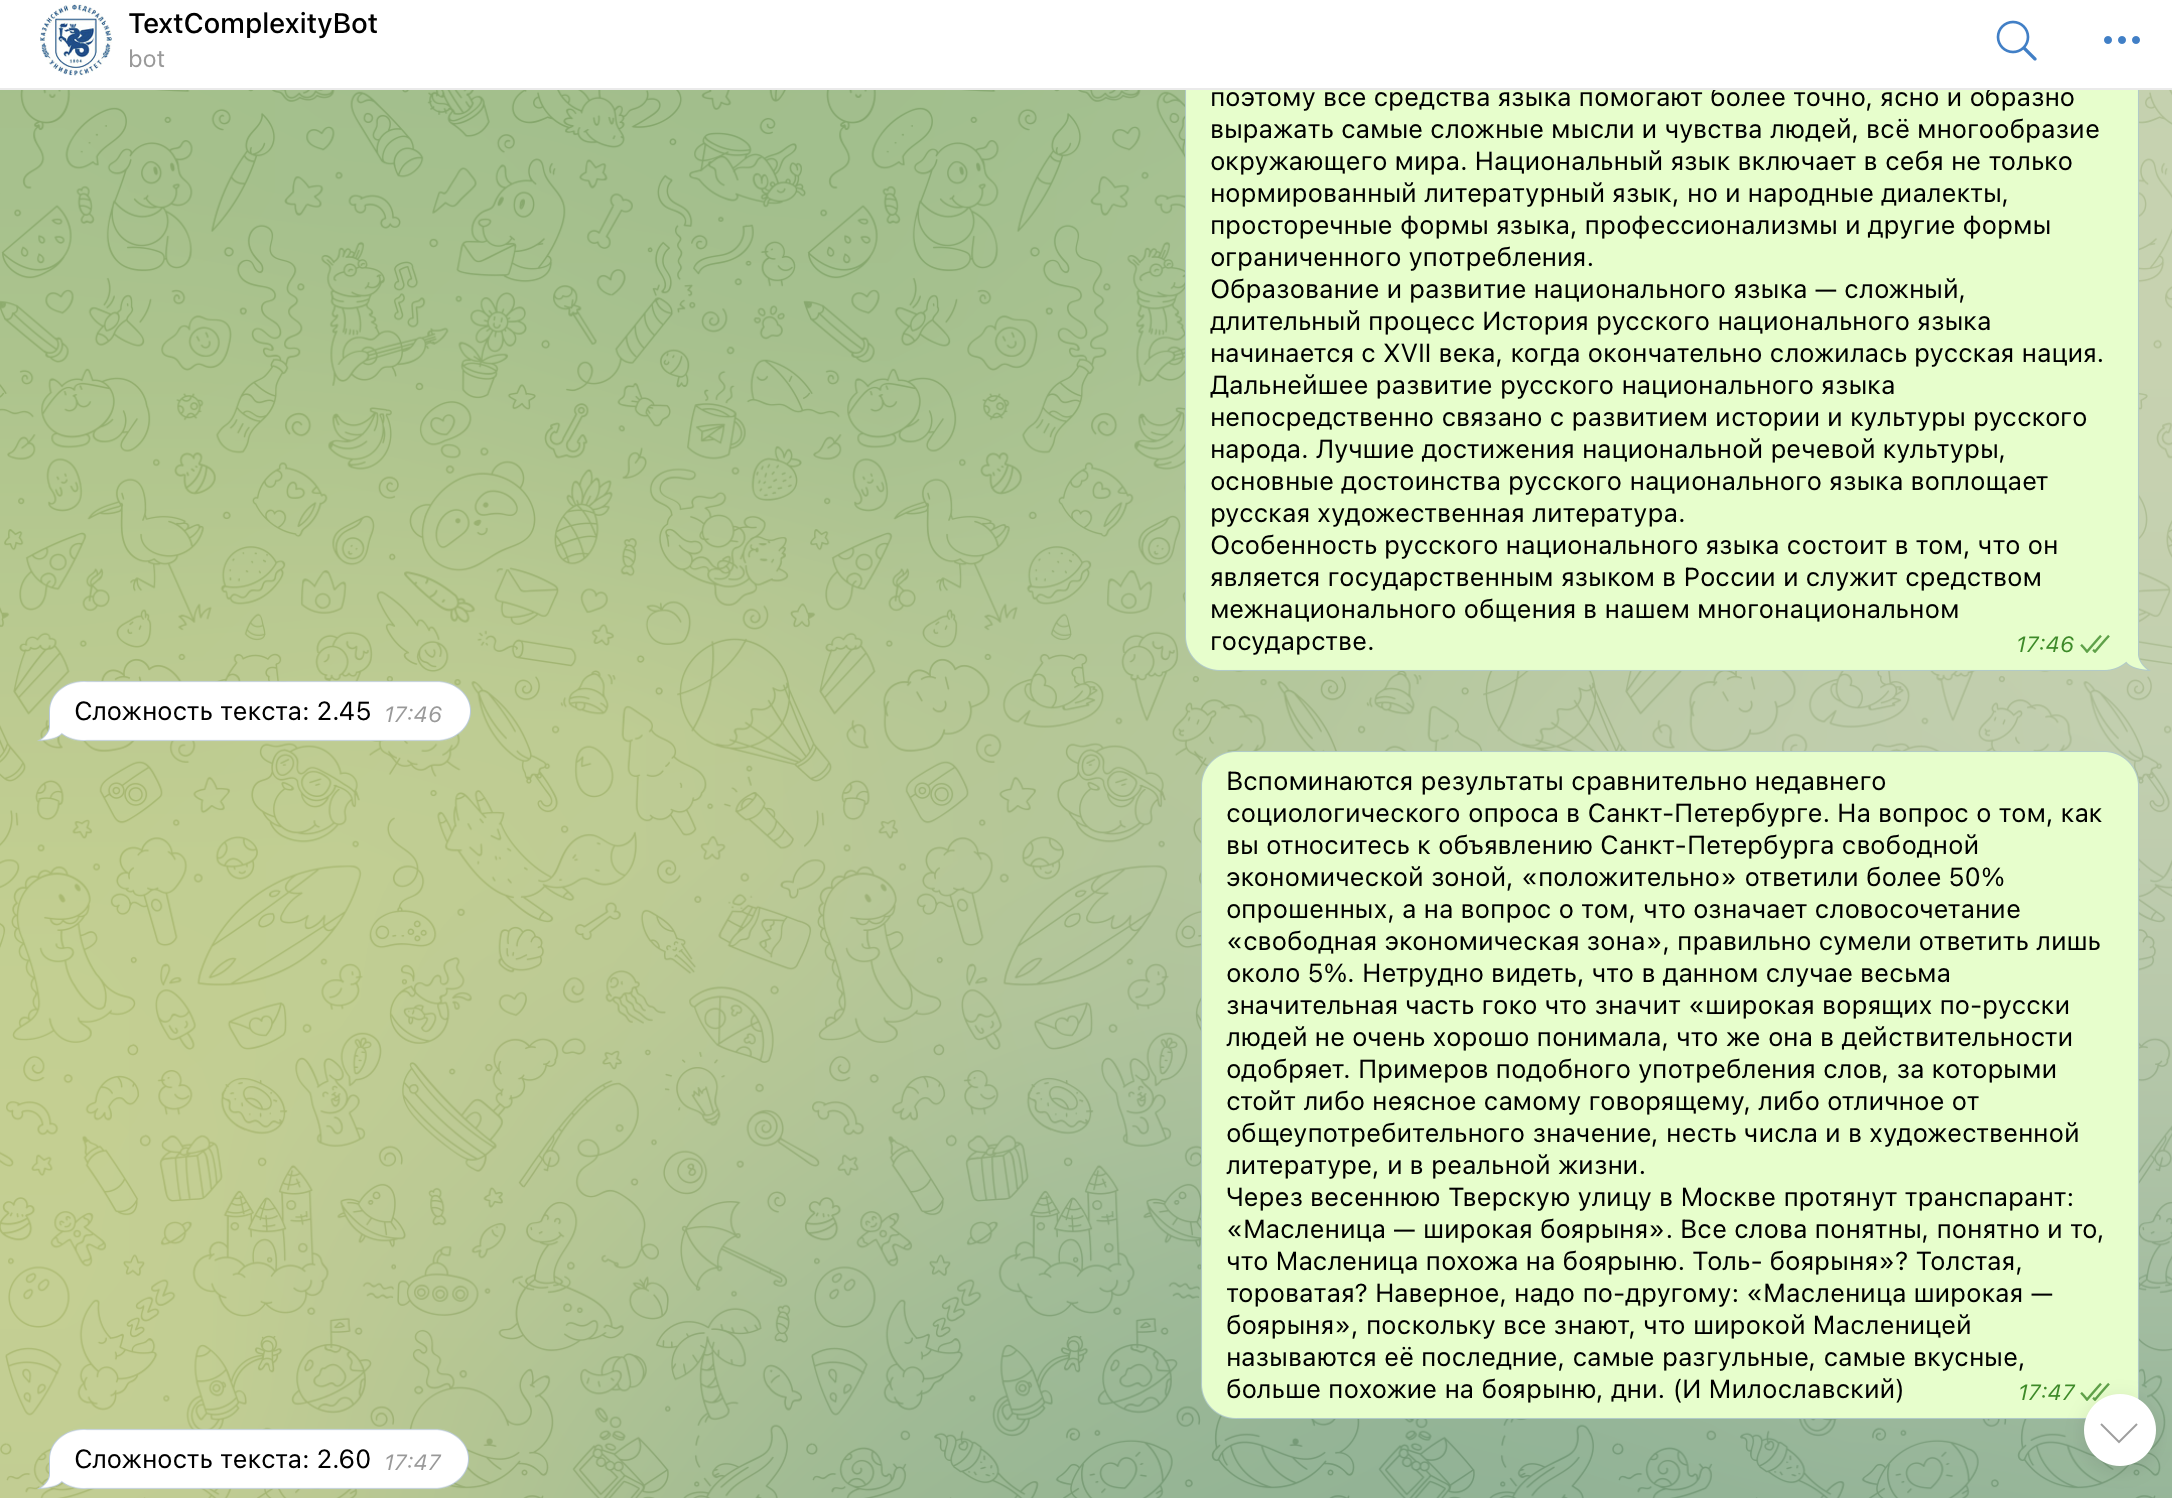 TextComplexityBot
bot
поэтому все средства языка помогают более точно, ясно и образно
выражать самые сложные мысли и чувства людей, всё многообразие
окружающего мира. Национальный язык включает в себя не только
нормированный литературный язык, но и народные диалекты,
просторечные формы языка, профессионализмы и другие формы
ограниченного употребления.
Образование и развитие национального языка — сложный,
длительный процесс История русского национального языка
начинается с XVII века, когда окончательно сложилась русская нация.
Дальнейшее развитие русского национального языка
непосредственно связано с развитием истории и культуры русского
народа. Лучшие достижения национальной речевой культуры,
основные достоинства русского национального языка воплощает
русская художественная литература.
Особенность русского национального языка состоит в том, что он
является государственным языком в России и служит средством
межнационального общения в нашем многонациональном
государстве.
17:46
Сложность текста: 2.45 17:46
Вспоминаются результаты сравнительно недавнего
социологического опроса в Санкт-Петербурге. На вопрос о том, как
вы относитесь к объявлению Санкт-Петербурга свободной
экономической зоной, «положительно» ответили более 50%
опрошенных, а на вопрос о том, что означает словосочетание
«свободная экономическая зона», правильно сумели ответить лишь
около 5%. Нетрудно видеть, что в данном случае весьма
значительная часть гоко что значит «широкая ворящих по-русски
людей не очень хорошо понимала, что же она в действительности
одобряет. Примеров подобного употребления слов, за которыми
стойт либо неясное самому говорящему, либо отличное от
общеупотребительного значение, несть числа и в художественной
литературе, и в реальной жизни.
Через весеннюю Тверскую улицу в Москве протянут транспарант:
«Масленица — широкая боярыня». Все слова понятны, понятно и то,
что Масленица похожа на боярыню. Толь- боярыня»? Толстая,
тороватая? Наверное, надо по-другому: «Масленица широкая —
боярыня», поскольку все знают, что широкой Масленицей
называются её последние, самые разгульные, самые вкусные,
больше похожие на боярыню, дни. (И Милославский)
17:47
Сложность текста: 2.60 17:47